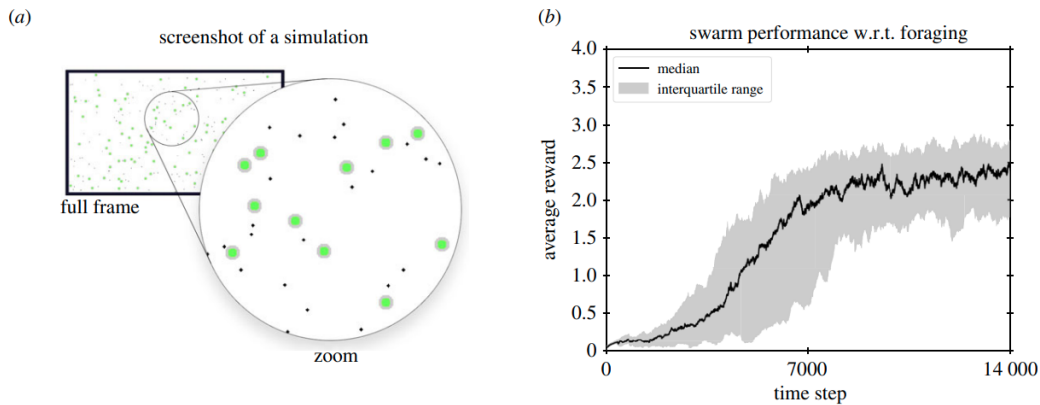 (a)
screenshot of a simulation
full frame
zoom
(b)
swarm performance w.r.t. foraging
4.0
3.5
3.0
2.5
2.0
1.5
1.0
0.5
0
average reward
median
interquartile range
0
7000
14 000
time step